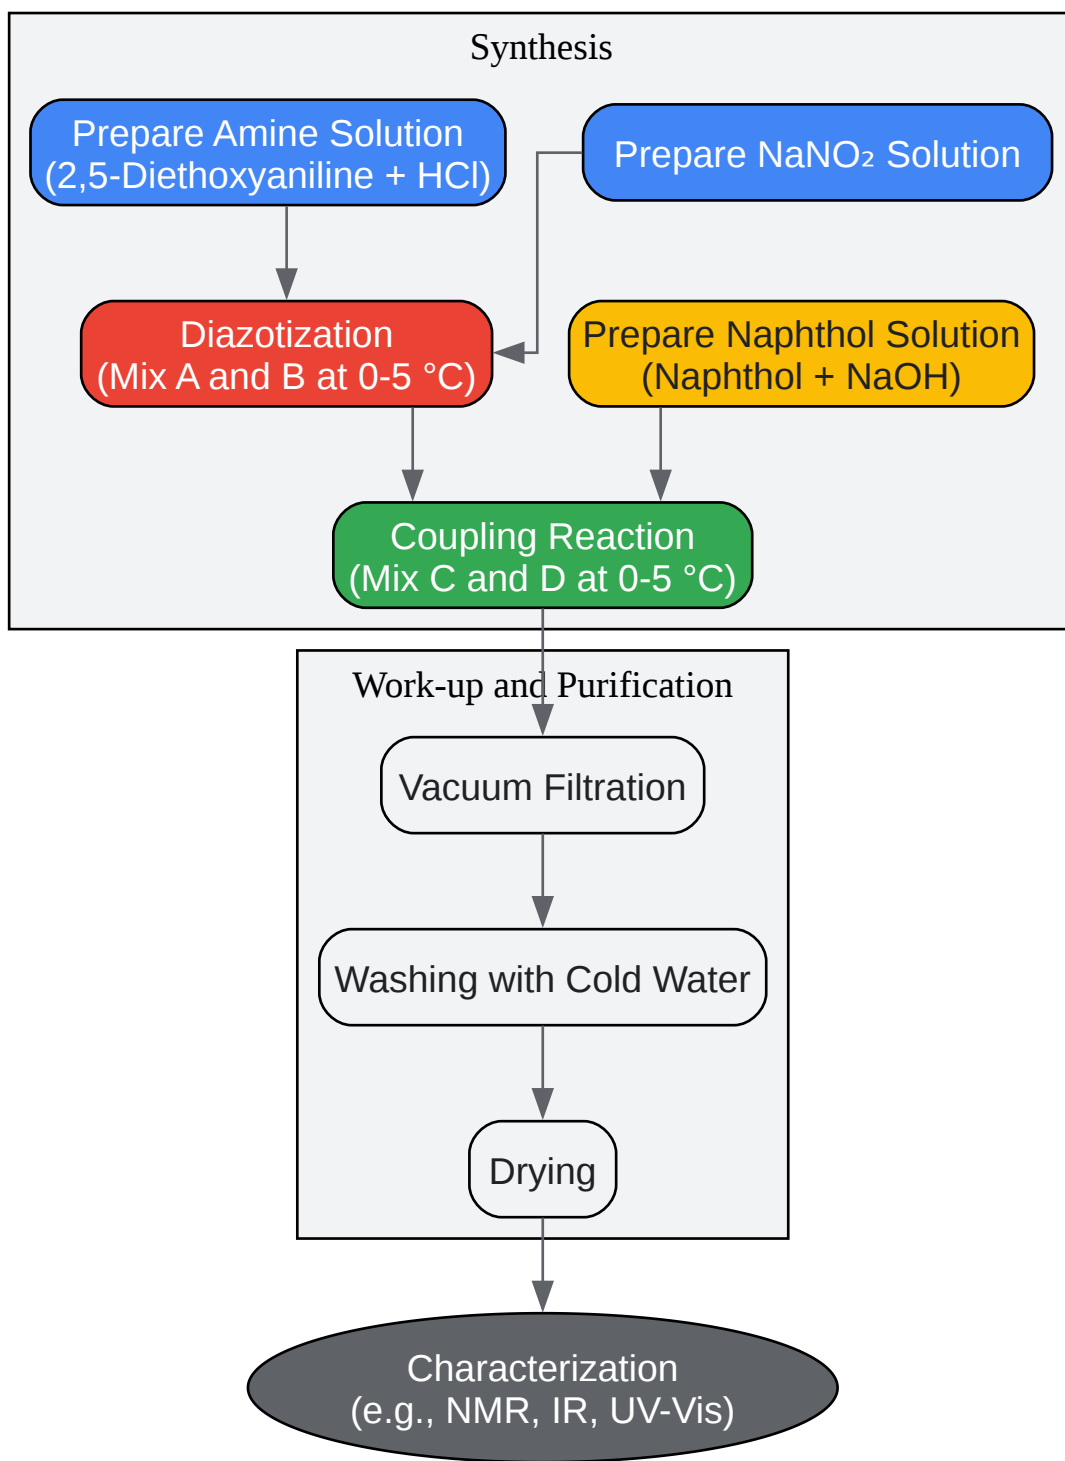 Synthesis
Prepare Amine Solution
(2,5-Diethoxyaniline + HCl)
Prepare NaNO₂ Solution
Diazotization
(Mix A and B at 0-5 °C)
Prepare Naphthol Solution
(Naphthol + NaOH)
Coupling Reaction
(Mix C and D at 0-5 °C)
Work-up and Purification
Vacuum Filtration
Washing with Cold Water
Drying
Characterization
(e.g., NMR, IR, UV-Vis)